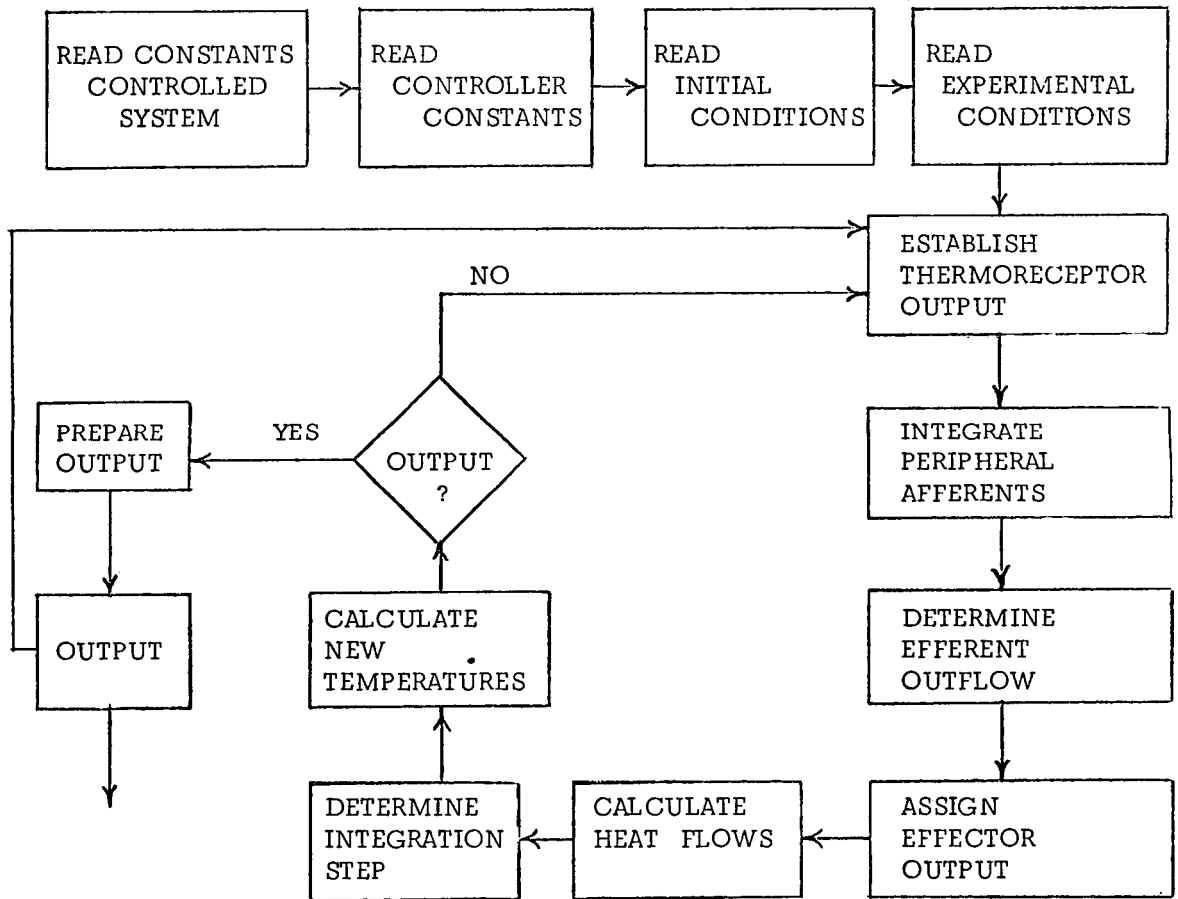 READ CONSTANTS
CONTROLLED
SYSTEM
READ
CONTROLLER
CONSTANTS
READ
INITIAL
CONDITIONS
READ
EXPERIMENTAL
CONDITIONS
ESTABLISH
THERMORECEPTOR
OUTPUT
INTEGRATE
PERIPHERAL
AFFERENTS
DETERMINE
EFFERENT
OUTFLOW
ASSIGN
EFFECTOR
OUTPUT
CALCULATE
HEAT FLOWS
DETERMINE
INTEGRATION
STEP
CALCULATE
NEW
TEMPERATURES
OUTPUT
?
NO
YES
PREPARE
OUTPUT
OUTPUT